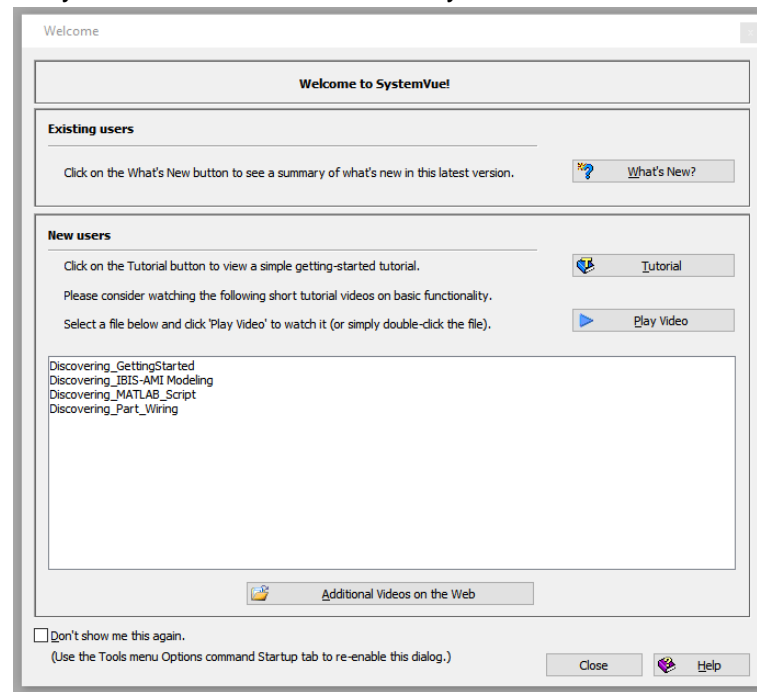 Welcome
Welcome to SystemVue!
Existing users
Click on the What's New button to see a summary of what's new in this latest version.
What's New?
New users
Click on the Tutorial button to view a simple getting-started tutorial.
Tutorial
Please consider watching the following short tutorial videos on basic functionality.
Select a file below and click 'Play Video' to watch it (or simply double-click the file).
Play Video
Discovering_GettingStarted
Discovering_IBIS-AMI Modeling
Discovering_MATLAB_Script
Discovering_Part_Wiring
Additional Videos on the Web
Don't show me this again.
(Use the Tools menu Options command Startup tab to re-enable this dialog.)
Close
Help